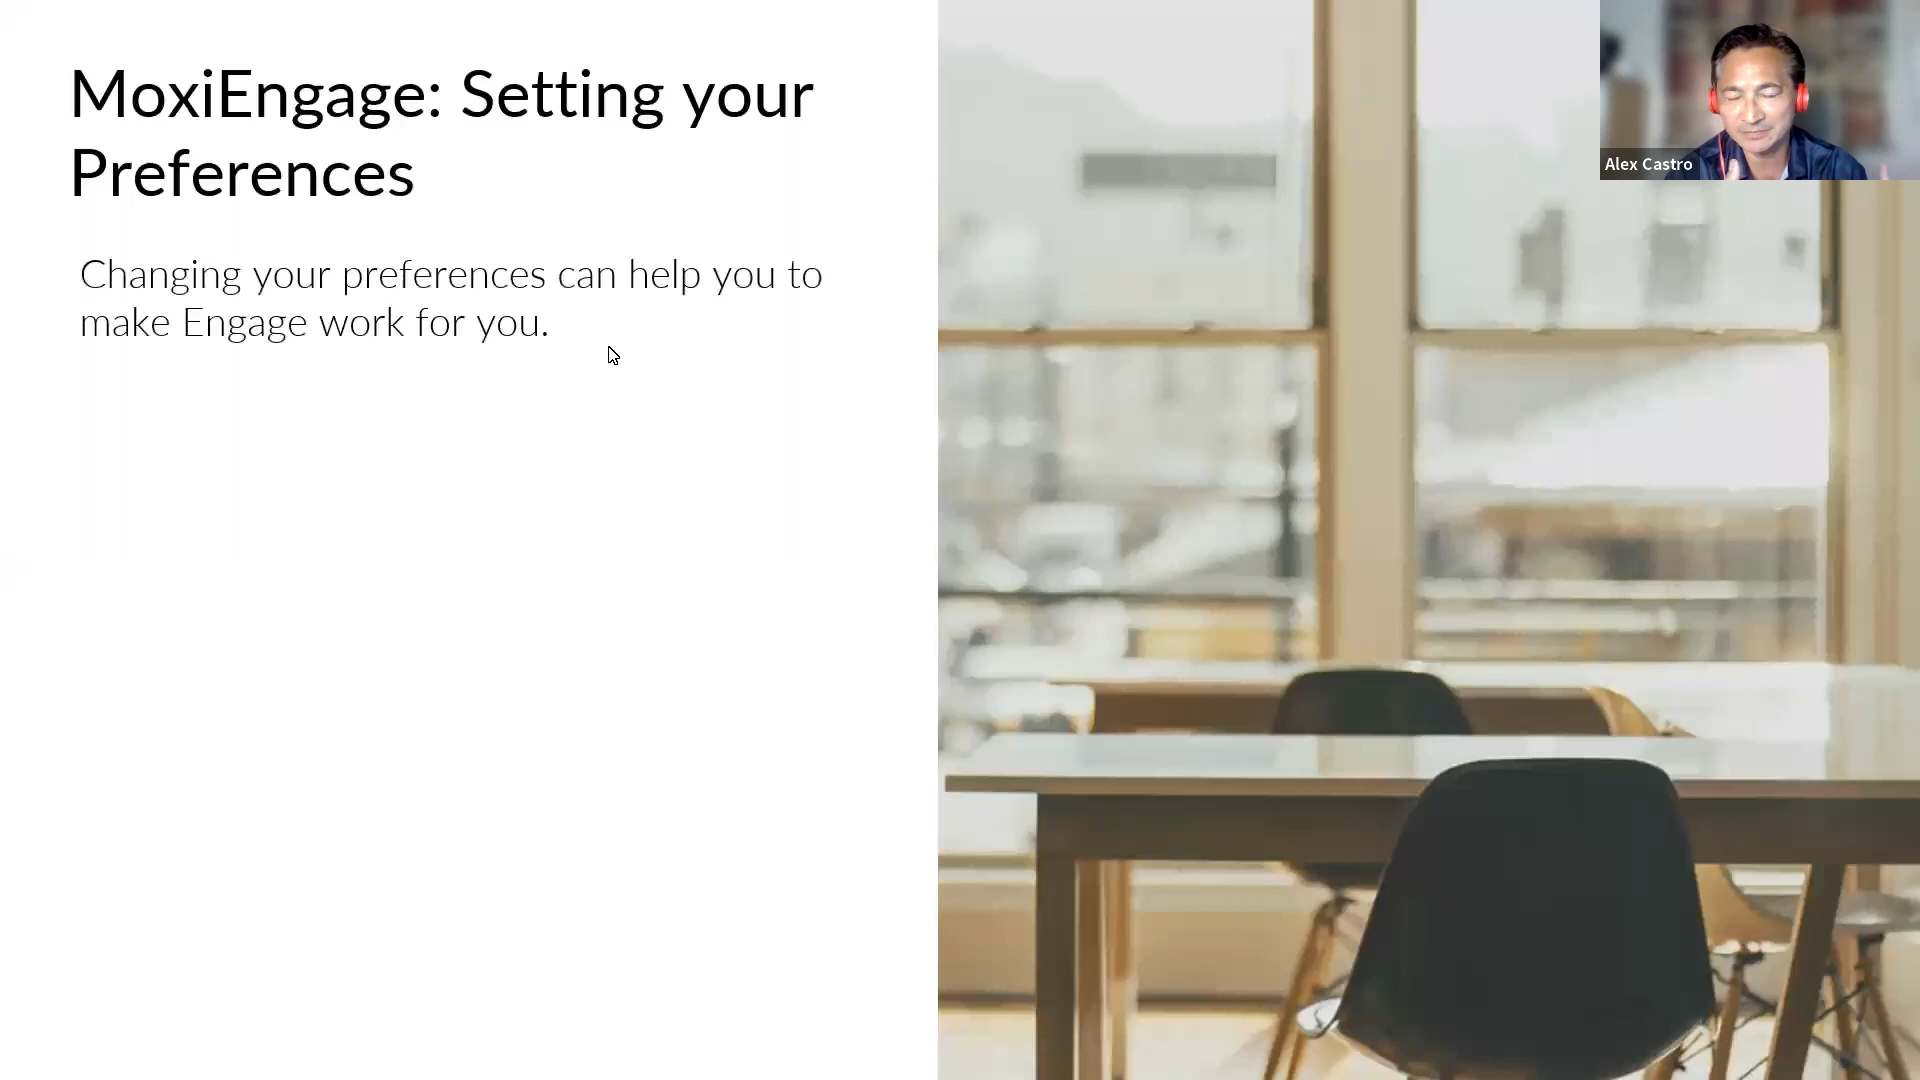 MoxiEngage: Setting your
Preferences
Changing your preferences can help you to
make Engage work for you.
Alex Castro